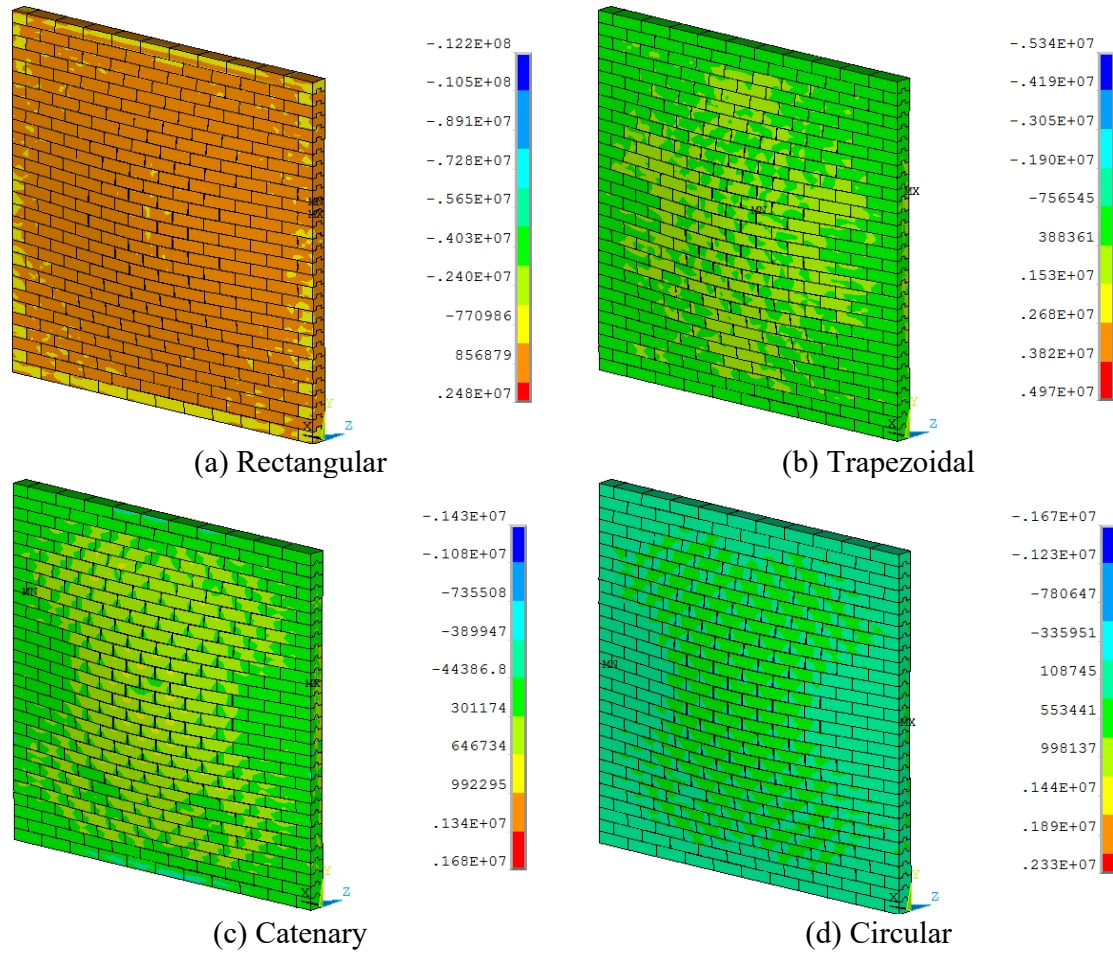 -.122E+08
-.105E+08
-.891E+07
-.728E+07
-.565E+07
-.403E+07
-.240E+07
-770986
856879
.248E+07
MX
Y
X
Z
(a) Rectangular
-.534E+07
-.419E+07
-.305E+07
-.190E+07
-756545
388361
.153E+07
.268E+07
.382E+07
.497E+07
MX
MN
Y
X
Z
(b) Trapezoidal
-.143E+07
-.108E+07
-735508
-389947
-44386.8
301174
646734
992295
.134E+07
.168E+07
MN
MX
Y
X
Z
(c) Catenary
-.167E+07
-.123E+07
-780647
-335951
108745
553441
998137
.144E+07
.189E+07
.233E+07
MN
MX
Y
X
Z
(d) Circular